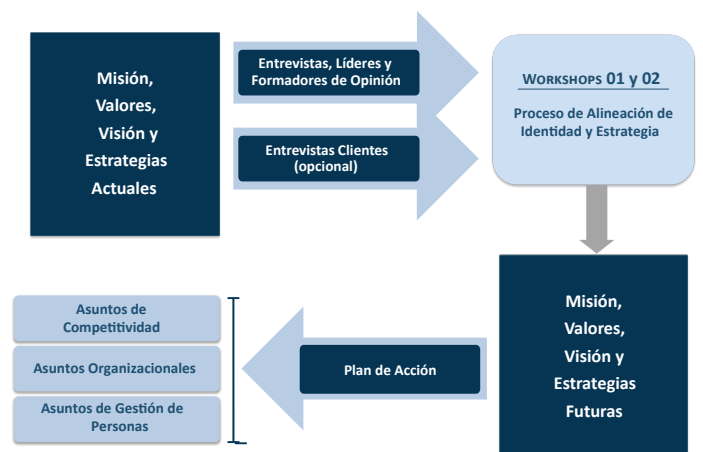 Misión,
Valores,
Visión y
Estrategias
Actuales
Entrevistas, Líderes y
Formadores de Opinión
Entrevistas Clientes
(opcional)
WORKSHOPS 01 y 02
Proceso de Alineación de
Identidad y Estrategia
Misión,
Valores,
Visión y
Estrategias
Futuras
Plan de Acción
Asuntos de
Competitividad
Asuntos Organizacionales
Asuntos de Gestión de
Personas